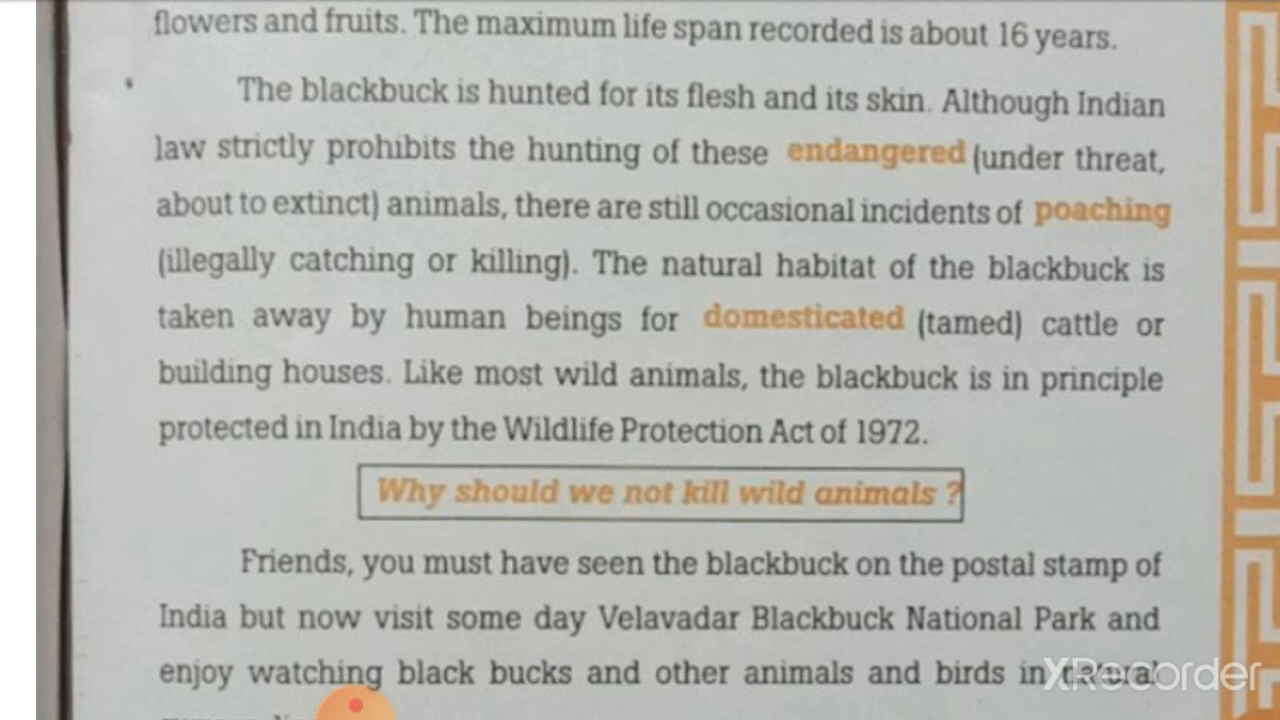 flowers and fruits. The maximum life span recorded is about 16 years.
The blackbuck is hunted for its flesh and its skin. Although Indian
law strictly prohibits the hunting of these endangered (under threat,
about to extinct) animals, there are still occasional incidents of poaching
(illegally catching or killing). The natural habitat of the blackbuck is
taken away by human beings for domesticated (tamed) cattle or
building houses. Like most wild animals, the blackbuck is in principle
protected in India by the Wildlife Protection Act of 1972.
Why should we not kill wild animals ?
Friends, you must have seen the blackbuck on the postal stamp of
India but now visit some day Velavadar Blackbuck National Park and
enjoy watching black bucks and other animals and birds in natural
XRecorder